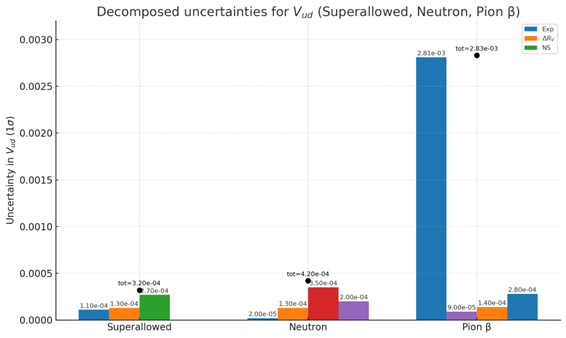 Decomposed uncertainties for V_ud (Superallowed, Neutron, Pion β)
Exp
ΔR_V
NS
Uncertainty in V_ud (1σ)
0.0030
0.0025
0.0020
0.0015
0.0010
0.0005
0.0000
tot=3.20e-04
1.10e-04
1.30e-04
2.70e-04
tot=4.20e-04
2.00e-05
1.30e-04
3.50e-04
2.00e-04
2.81e-03
tot=2.83e-03
9.00e-05
1.40e-04
2.80e-04
Superallowed
Neutron
Pion β